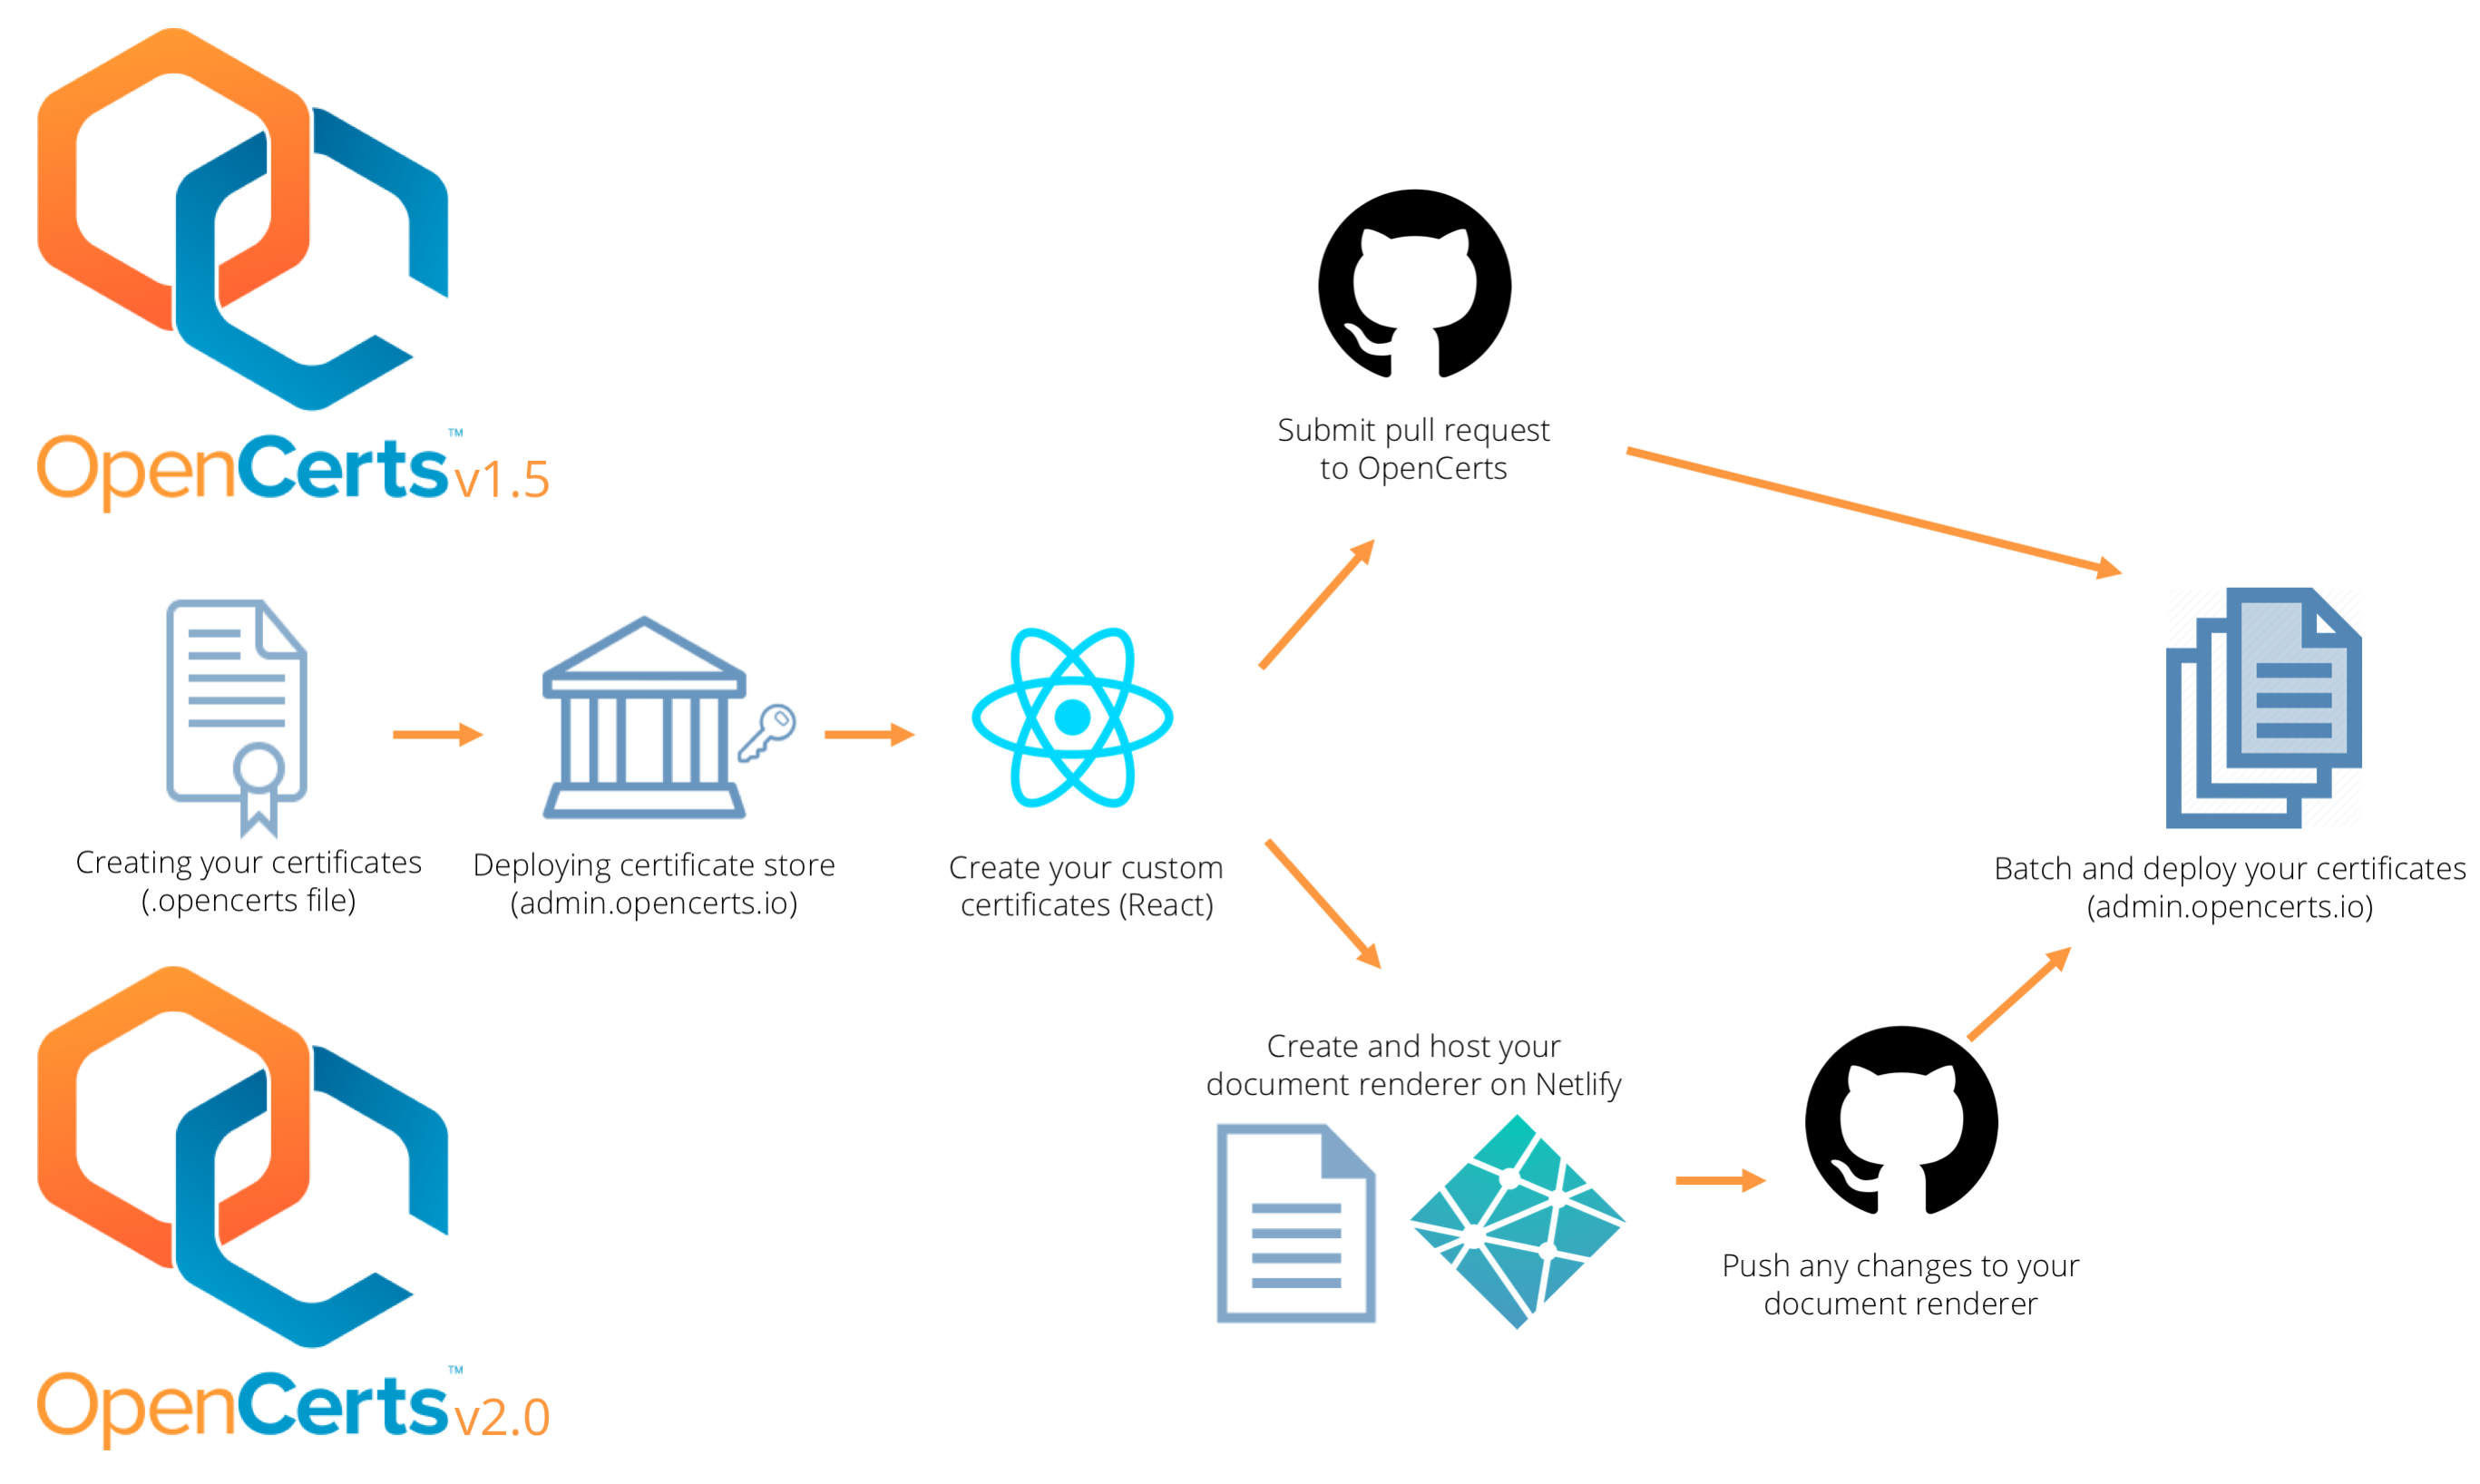 OpenCerts™ v1.5
Submit pull request
to OpenCerts
Creating your certificates
(.opencerts file)
Deploying certificate store
(admin.opencerts.io)
Create your custom
certificates (React)
Batch and deploy your certificates
(admin.opencerts.io)
Create and host your
document renderer on Netlify
Push any changes to your
document renderer
OpenCerts™ v2.0